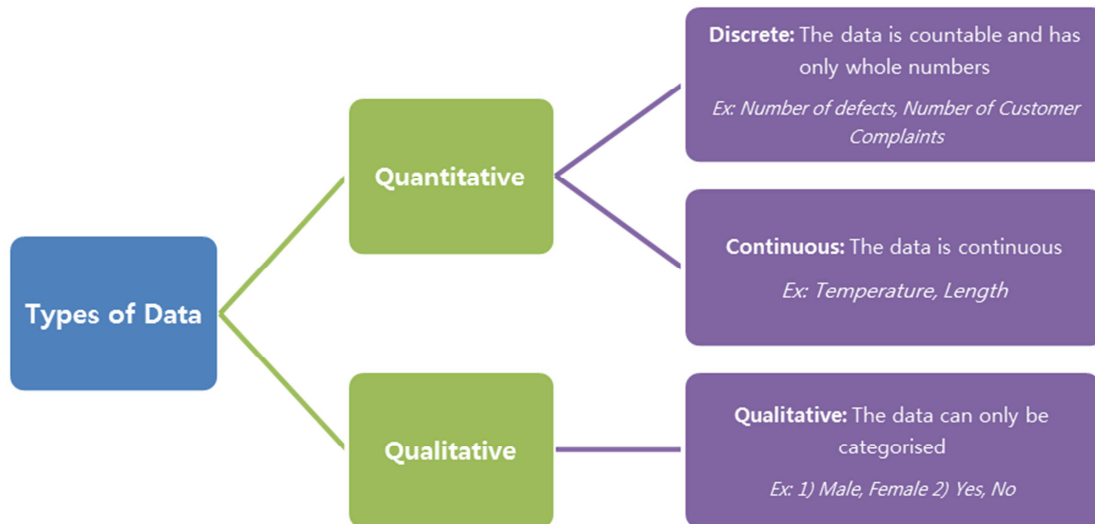 Types of Data
Quantitative
Qualitative
Discrete: The data is countable and has
only whole numbers
Ex: Number of defects, Number of Customer
Complaints
Continuous: The data is continuous
Ex: Temperature, Length
Qualitative: The data can only be
categorised
Ex: 1) Male, Female 2) Yes, No